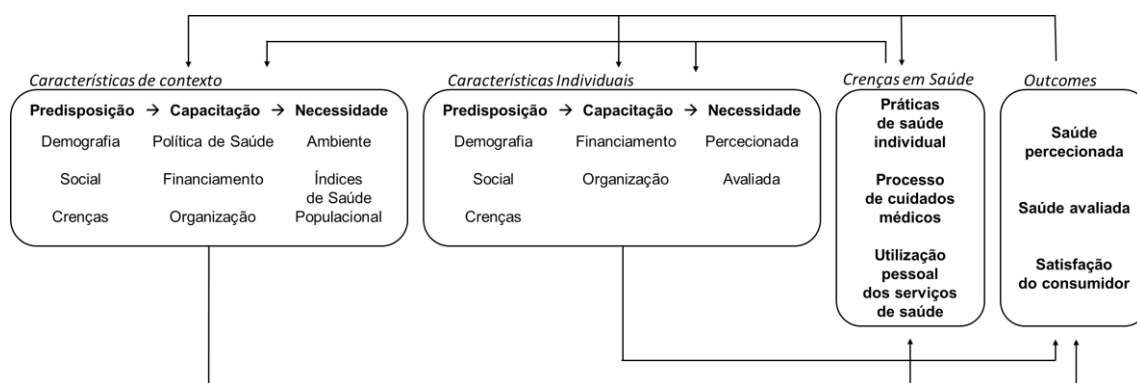 Características de contexto
Predisposição → Capacitação → Necessidade
Demografia Política de Saúde Ambiente
Social Financiamento Índices de Saúde Populacional
Crenças Organização
Características Individuais
Predisposição → Capacitação → Necessidade
Demografia Financiamento Percecionada
Social Organização Avaliada
Crenças
Crenças em Saúde
Práticas
de saúde
individual
Processo
de cuidados
médicos
Utilização
pessoal
dos serviços
de saúde
Outcomes
Saúde
percecionada
Saúde avaliada
Satisfação
do consumidor